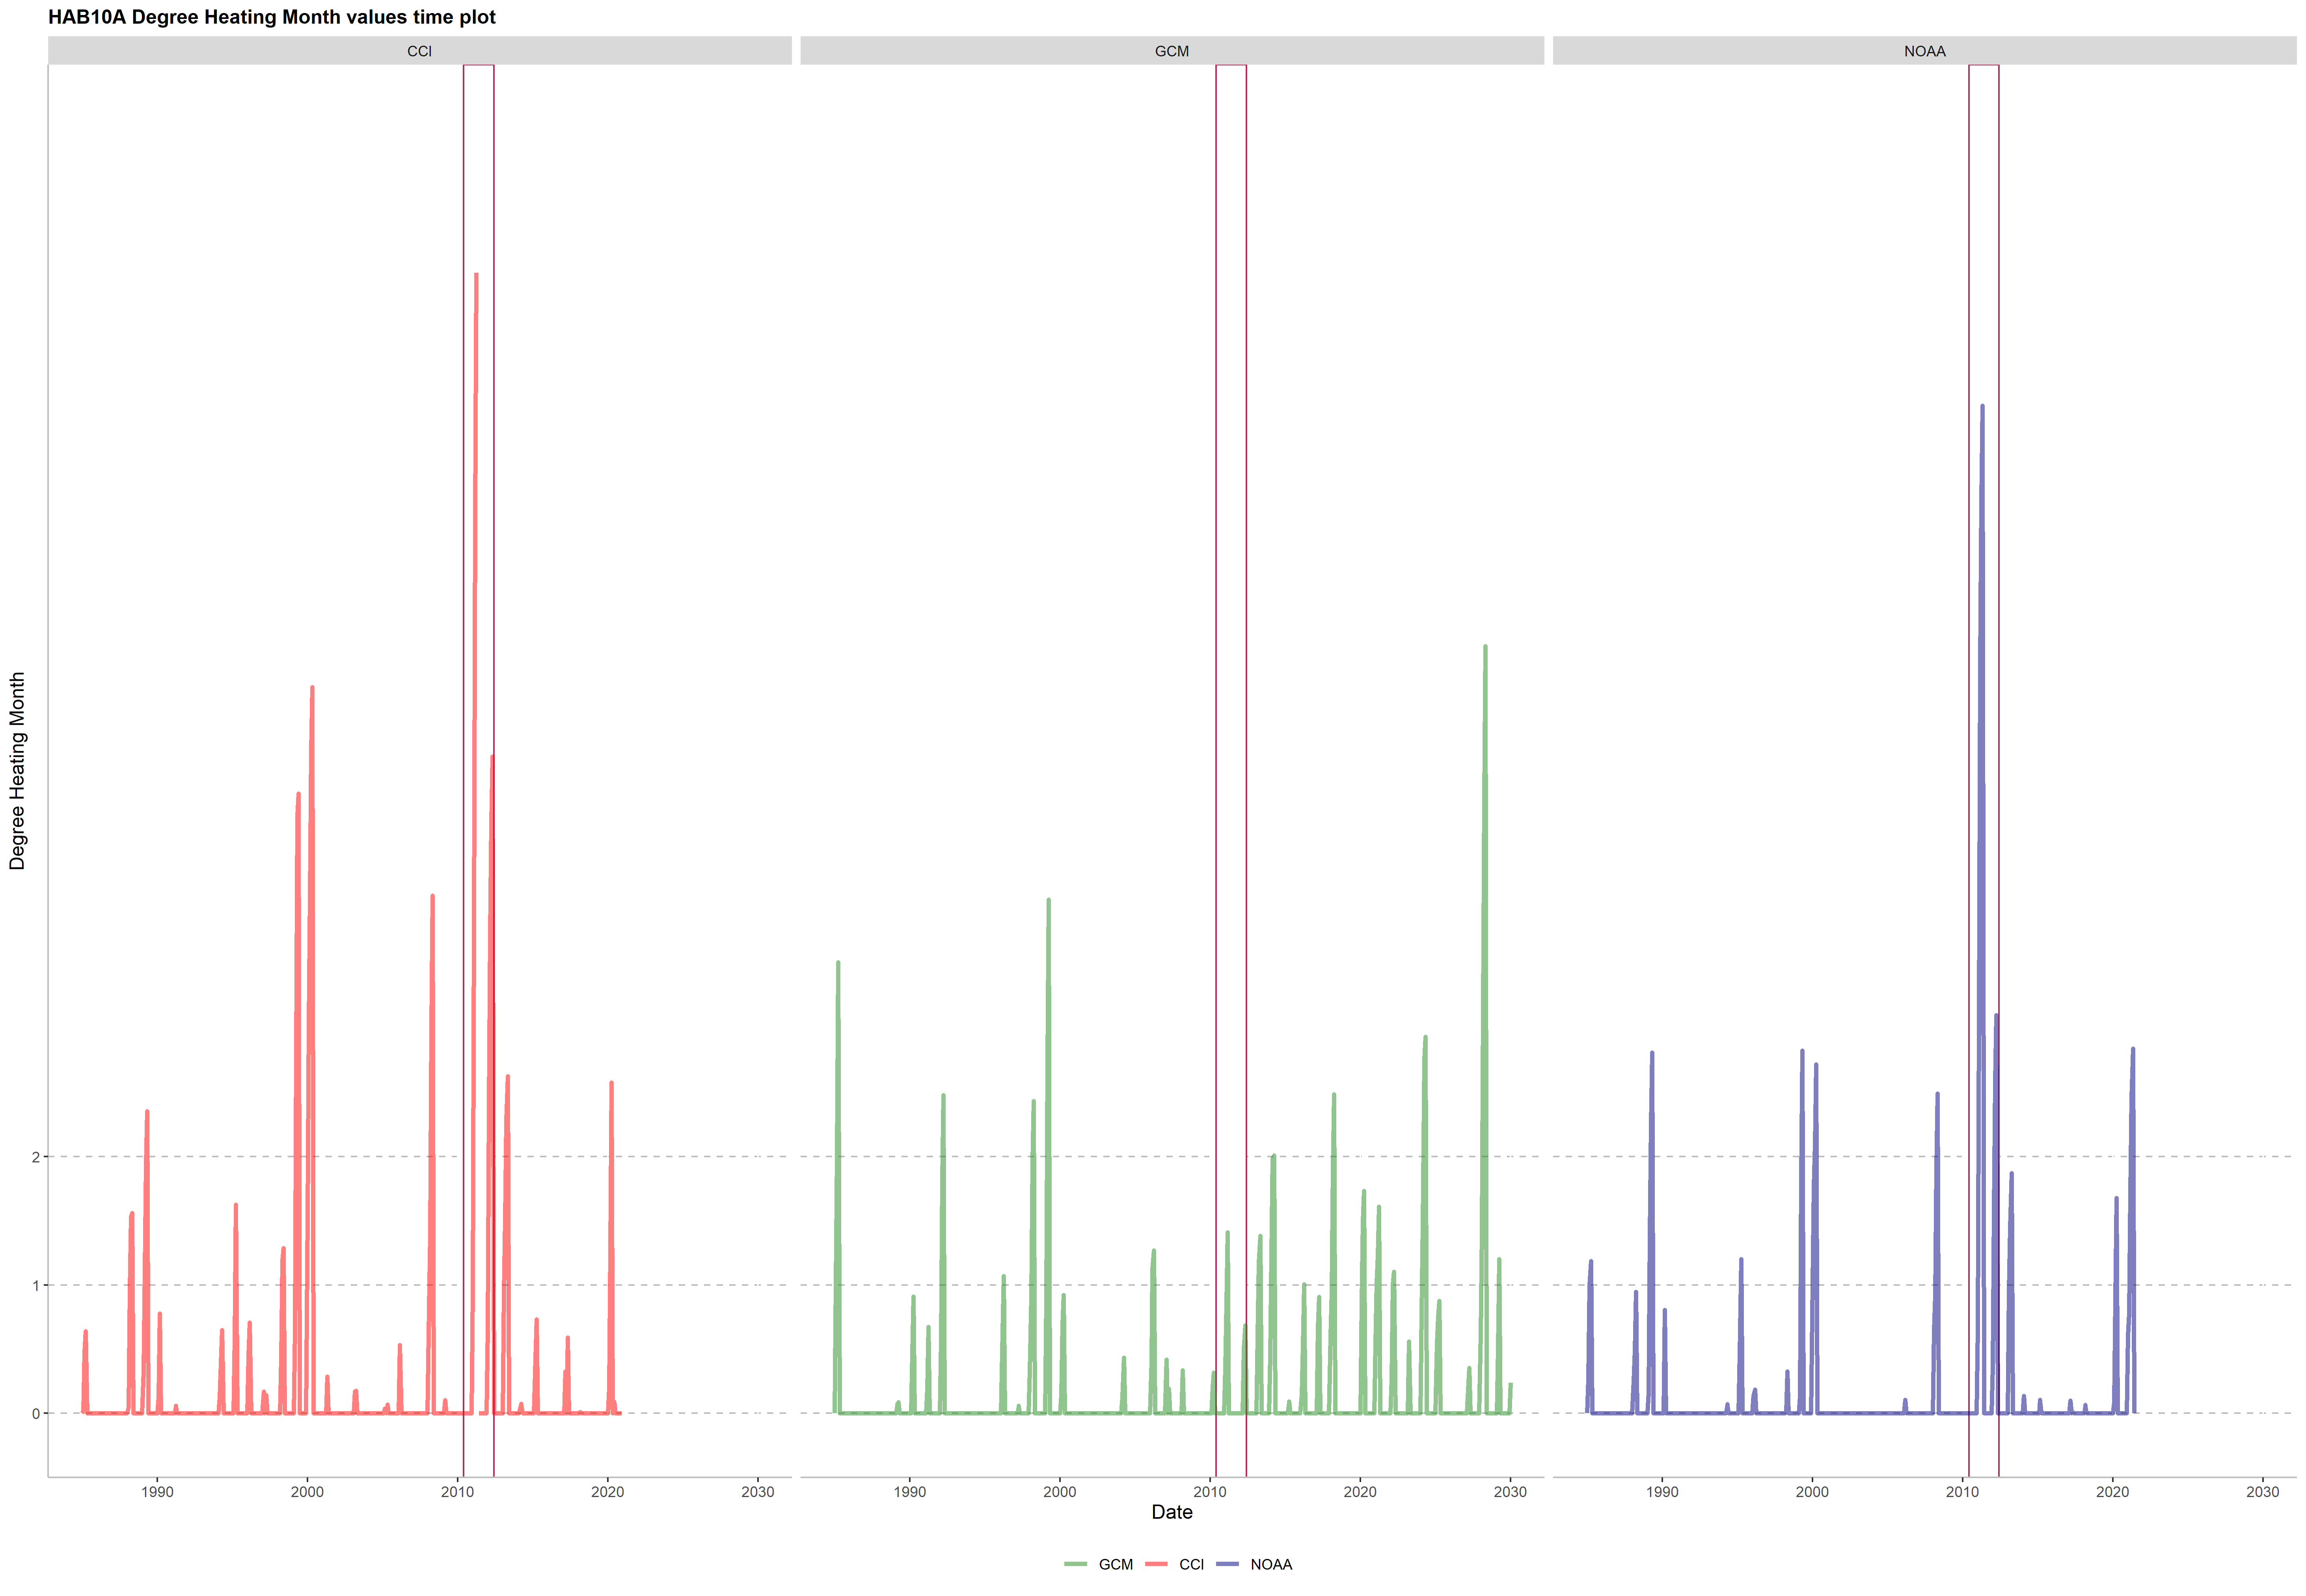 HAB10A Degree Heating Month values time plot
CCI GCM NOAA
Degree Heating Month
2
1
0
1990 2000 2010 2020 2030 1990 2000 2010 2020 2030 1990 2000 2010 2020 2030
Date
GCM CCI NOAA